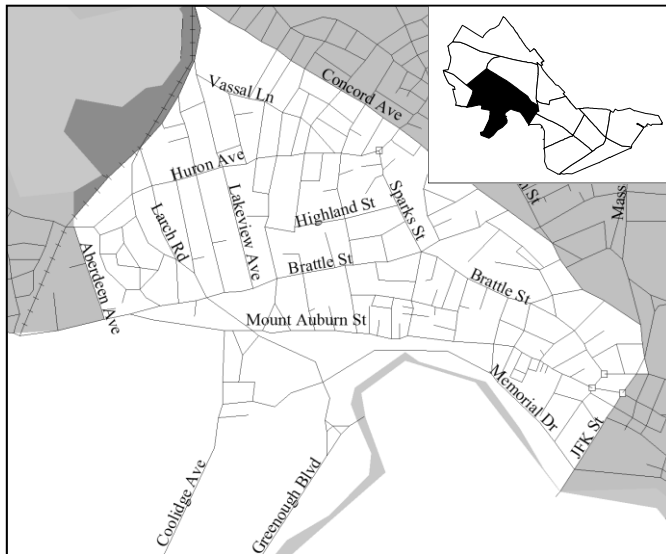 Concord Ave
Vassal Ln
Huron Ave
Sparks St
Mass
Lakeview Ave
Highland St
Larch Rd
Aberdeen Ave
Brattle St
Brattle St
Mount Auburn St
Memorial Dr
JFK St
Coolidge Ave
Greenough Blvd